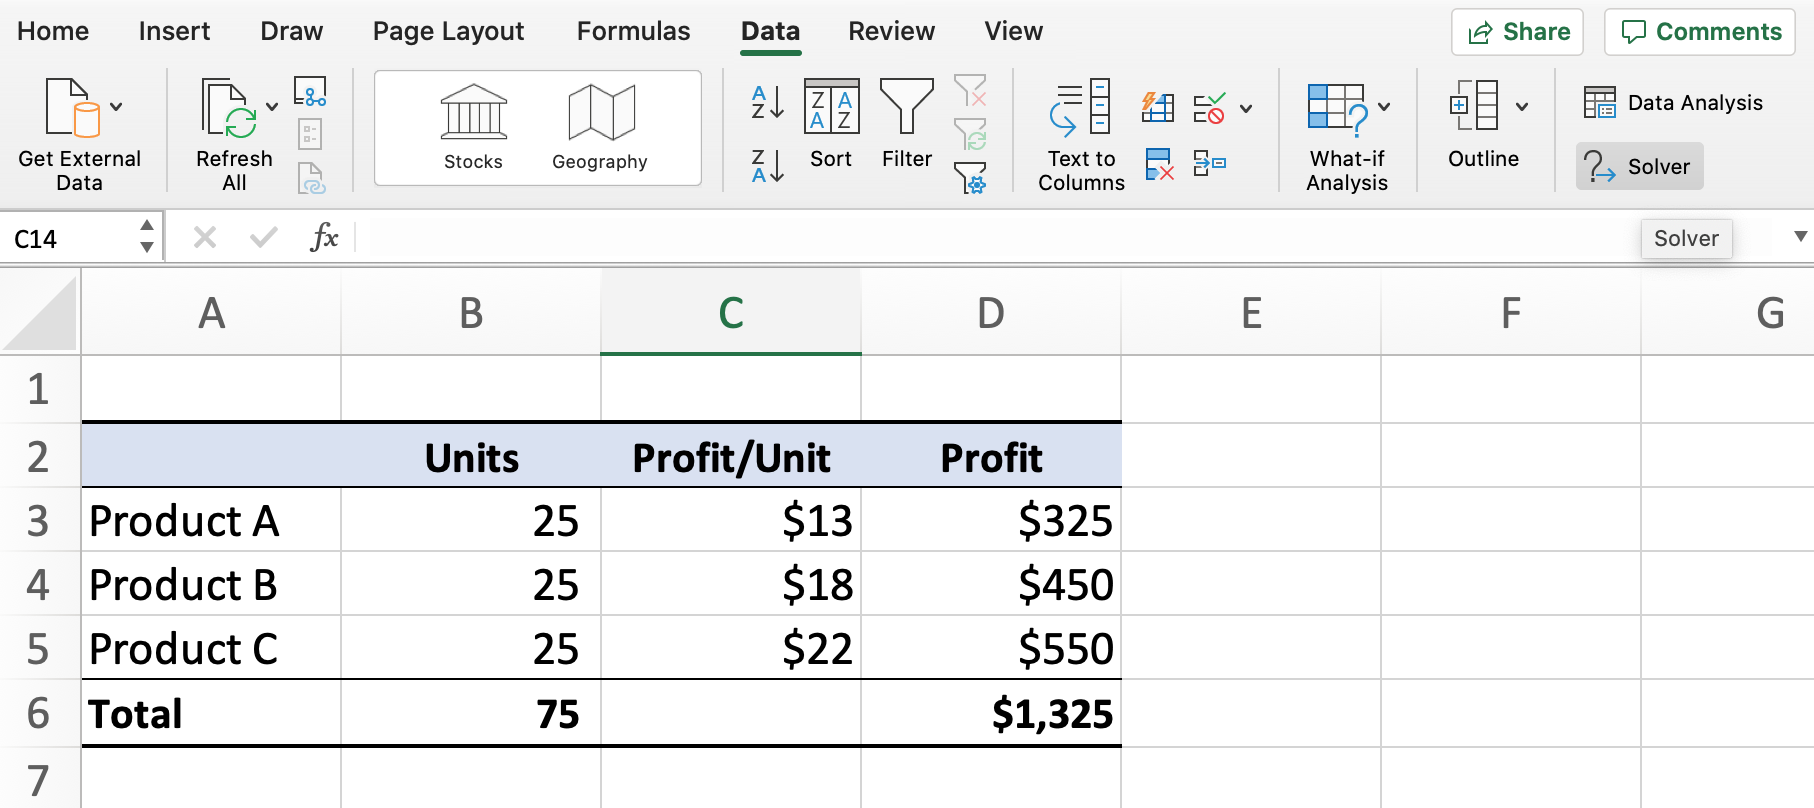 Home Insert Draw Page Layout Formulas Data Review View Share Comments
Get External Data
Refresh All
Stocks Geography
A Z
Z A
Z A A Z
Sort Filter
Text to Columns
What-if Analysis
Outline
Data Analysis
Solver
C14 fx
Solver
A B C D E F G
1
2 Units Profit/Unit Profit
3 Product A 25 $13 $325
4 Product B 25 $18 $450
5 Product C 25 $22 $550
6 Total 75 $1,325
7